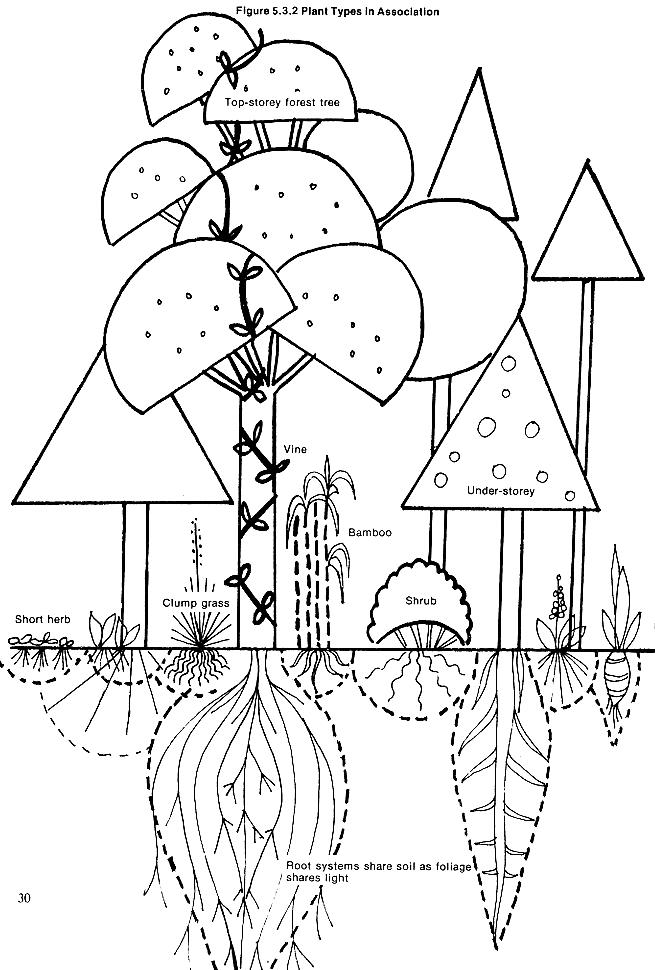 Figure 5.3.2 Plant Types in Association
Top-storey forest tree
Vine
Under-storey
Bamboo
Clump grass
Shrub
Short herb
Root systems share soil as foliage
shares light
30